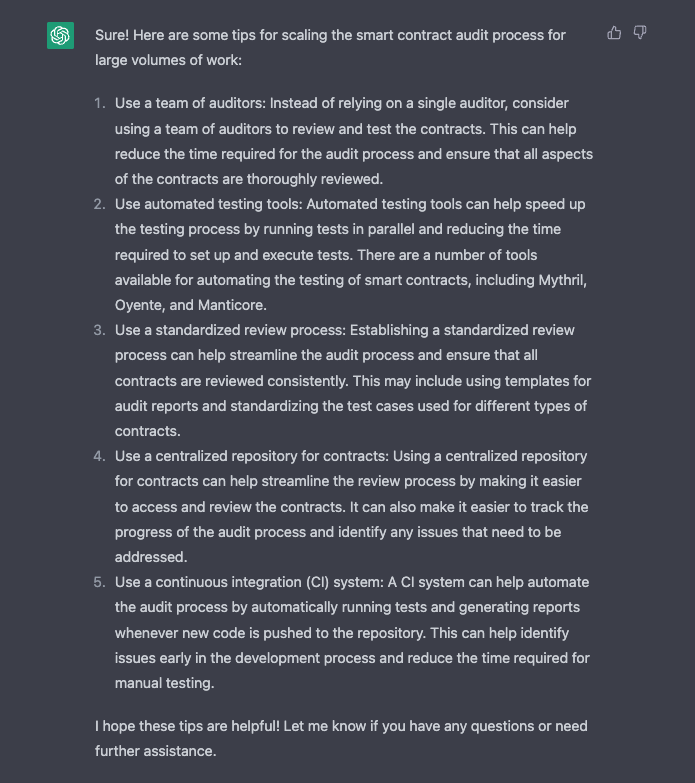 Sure! Here are some tips for scaling the smart contract audit process for
large volumes of work:
1. Use a team of auditors: Instead of relying on a single auditor, consider
using a team of auditors to review and test the contracts. This can help
reduce the time required for the audit process and ensure that all aspects
of the contracts are thoroughly reviewed.
2. Use automated testing tools: Automated testing tools can help speed up
the testing process by running tests in parallel and reducing the time
required to set up and execute tests. There are a number of tools
available for automating the testing of smart contracts, including Mythril,
Oyente, and Manticore.
3. Use a standardized review process: Establishing a standardized review
process can help streamline the audit process and ensure that all
contracts are reviewed consistently. This may include using templates for
audit reports and standardizing the test cases used for different types of
contracts.
4. Use a centralized repository for contracts: Using a centralized repository
for contracts can help streamline the review process by making it easier
to access and review the contracts. It can also make it easier to track the
progress of the audit process and identify any issues that need to be
addressed.
5. Use a continuous integration (CI) system: A CI system can help automate
the audit process by automatically running tests and generating reports
whenever new code is pushed to the repository. This can help identify
issues early in the development process and reduce the time required for
manual testing.
I hope these tips are helpful! Let me know if you have any questions or need
further assistance.